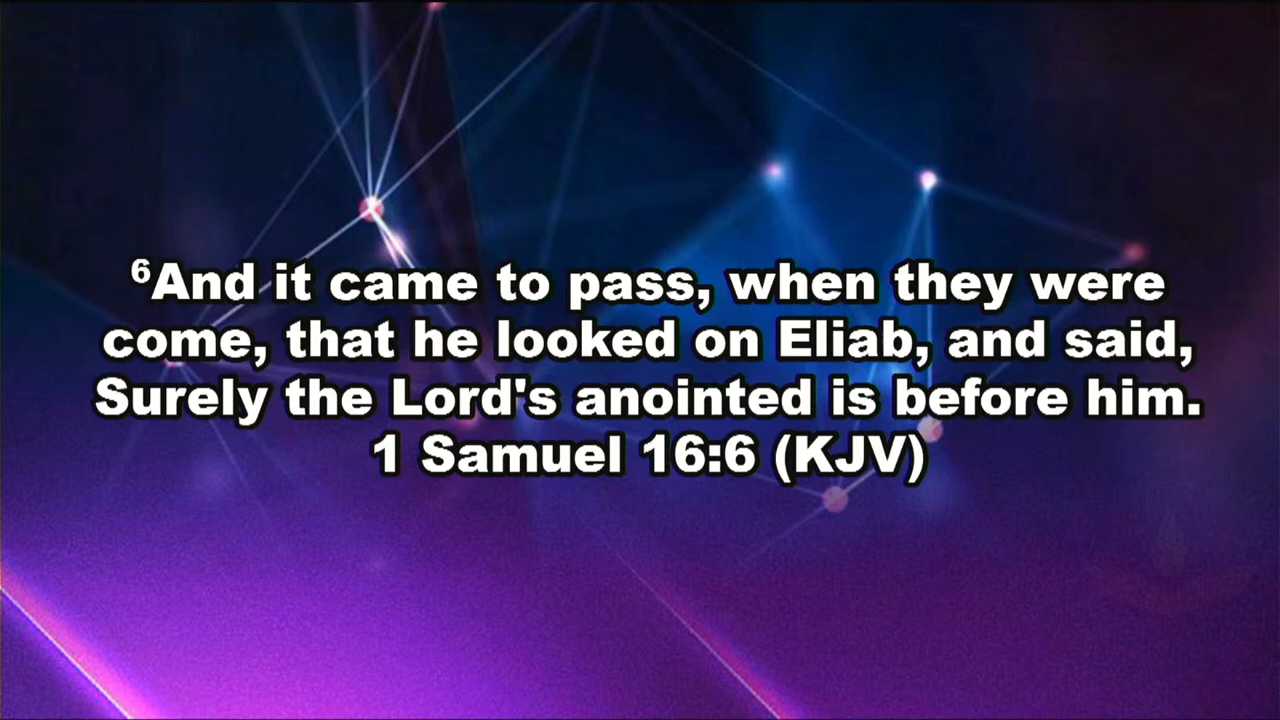 ⁶And it came to pass, when they were
come, that he looked on Eliab, and said,
Surely the Lord's anointed is before him.
1 Samuel 16:6 (KJV)